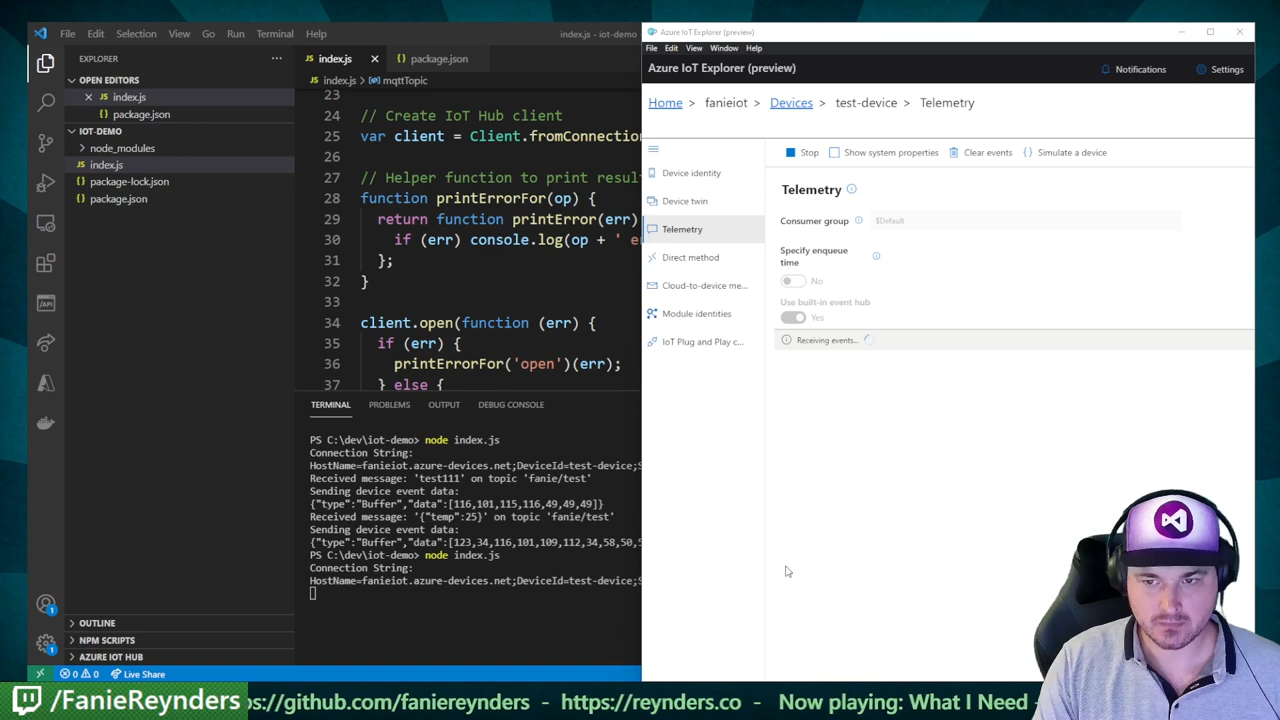 File Edit Selection View Go Run Terminal Help
index.js - iot-demo
EXPLORER
OPEN EDITORS
index.js
package.json
IOT-DEMO
node_modules
index.js
package-lock.json
package.json
OUTLINE
NPM SCRIPTS
AZURE IOT HUB
JS index.js
package.json
JS index.js > mqttTopic
23
24 // Create IoT Hub client
25 var client = Client.fromConnection
26
27 // Helper function to print resul
28 function printErrorFor(op) {
29 return function printError(err)
30 if (err) console.log(op + ' e
31 };
32 }
33
34 client.open(function (err) {
35 if (err) {
36 printErrorFor('open')(err);
37 } else {
TERMINAL PROBLEMS OUTPUT DEBUG CONSOLE
PS C:\dev\iot-demo> node index.js
Connection String:
HostName=fanieiot.azure-devices.net;DeviceId=test-device;S
Received message: 'test111' on topic 'fanie/test'
Sending device event data:
{"type":"Buffer","data":[116,101,115,116,49,49,49]}
Received message: '{"temp":25}' on topic 'fanie/test'
Sending device event data:
{"type":"Buffer","data":[123,34,116,101,109,112,34,58,50,5
PS C:\dev\iot-demo> node index.js
Connection String:
HostName=fanieiot.azure-devices.net;DeviceId=test-device;S
0 0 Live Share
Azure IoT Explorer (preview)
File Edit View Window Help
Azure IoT Explorer (preview)
Notifications Settings
Home > fanieiot > Devices > test-device > Telemetry
Device identity
Device twin
Telemetry
Direct method
Cloud-to-device me...
Module identities
IoT Plug and Play c...
Stop Show system properties Clear events Simulate a device
Telemetry
Consumer group $Default
Specify enqueue
time
No
Use built-in event hub
Yes
Receiving events...
/FanieReynders
s://github.com/faniereynders - https://reynders.co - Now playing: What I Need -